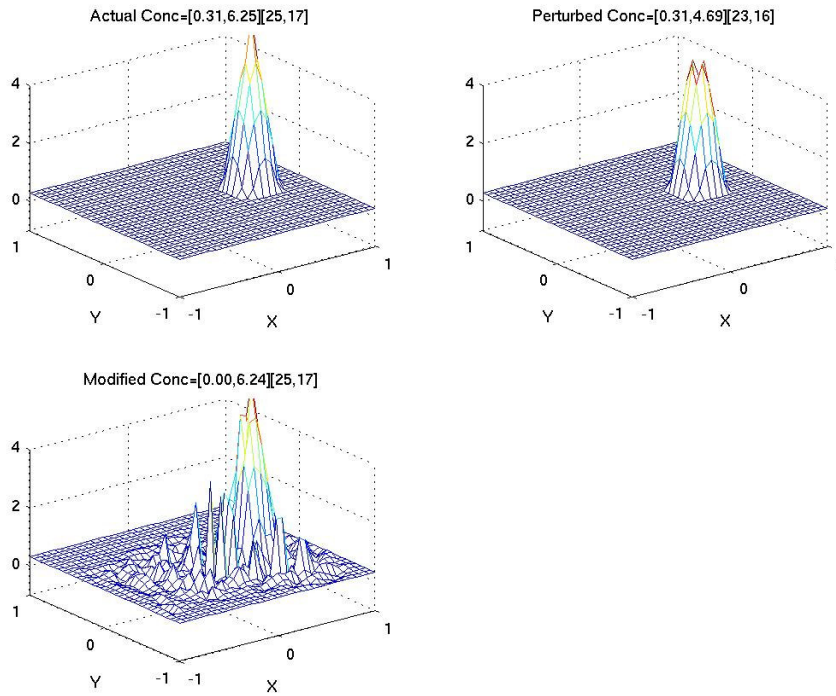 Actual Conc=[0.31,6.25][25,17]
4
2
0
1
0
-1
Y
-1
0
1
X
Perturbed Conc=[0.31,4.69][23,16]
4
2
0
1
0
-1
Y
-1
0
X
Modified Conc=[0.00,6.24][25,17]
4
2
0
1
0
-1
Y
-1
0
1
X